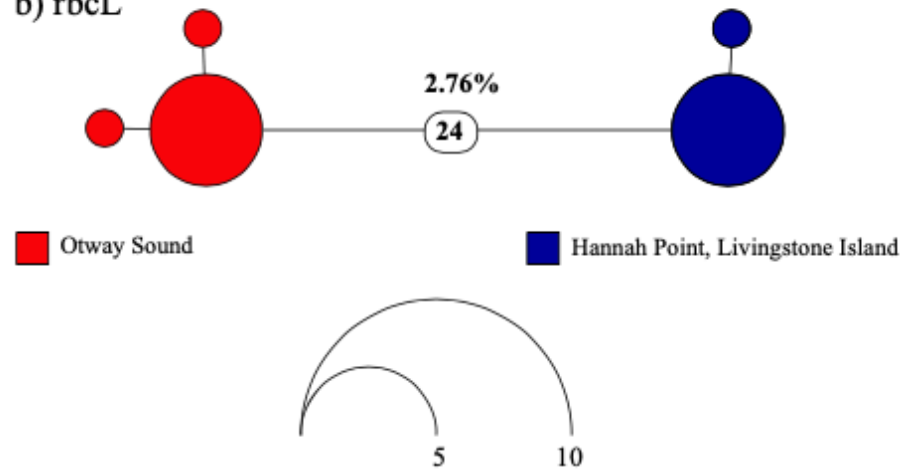 b) rbcL
2.76%
24
Otway Sound
Hannah Point, Livingstone Island
5
10